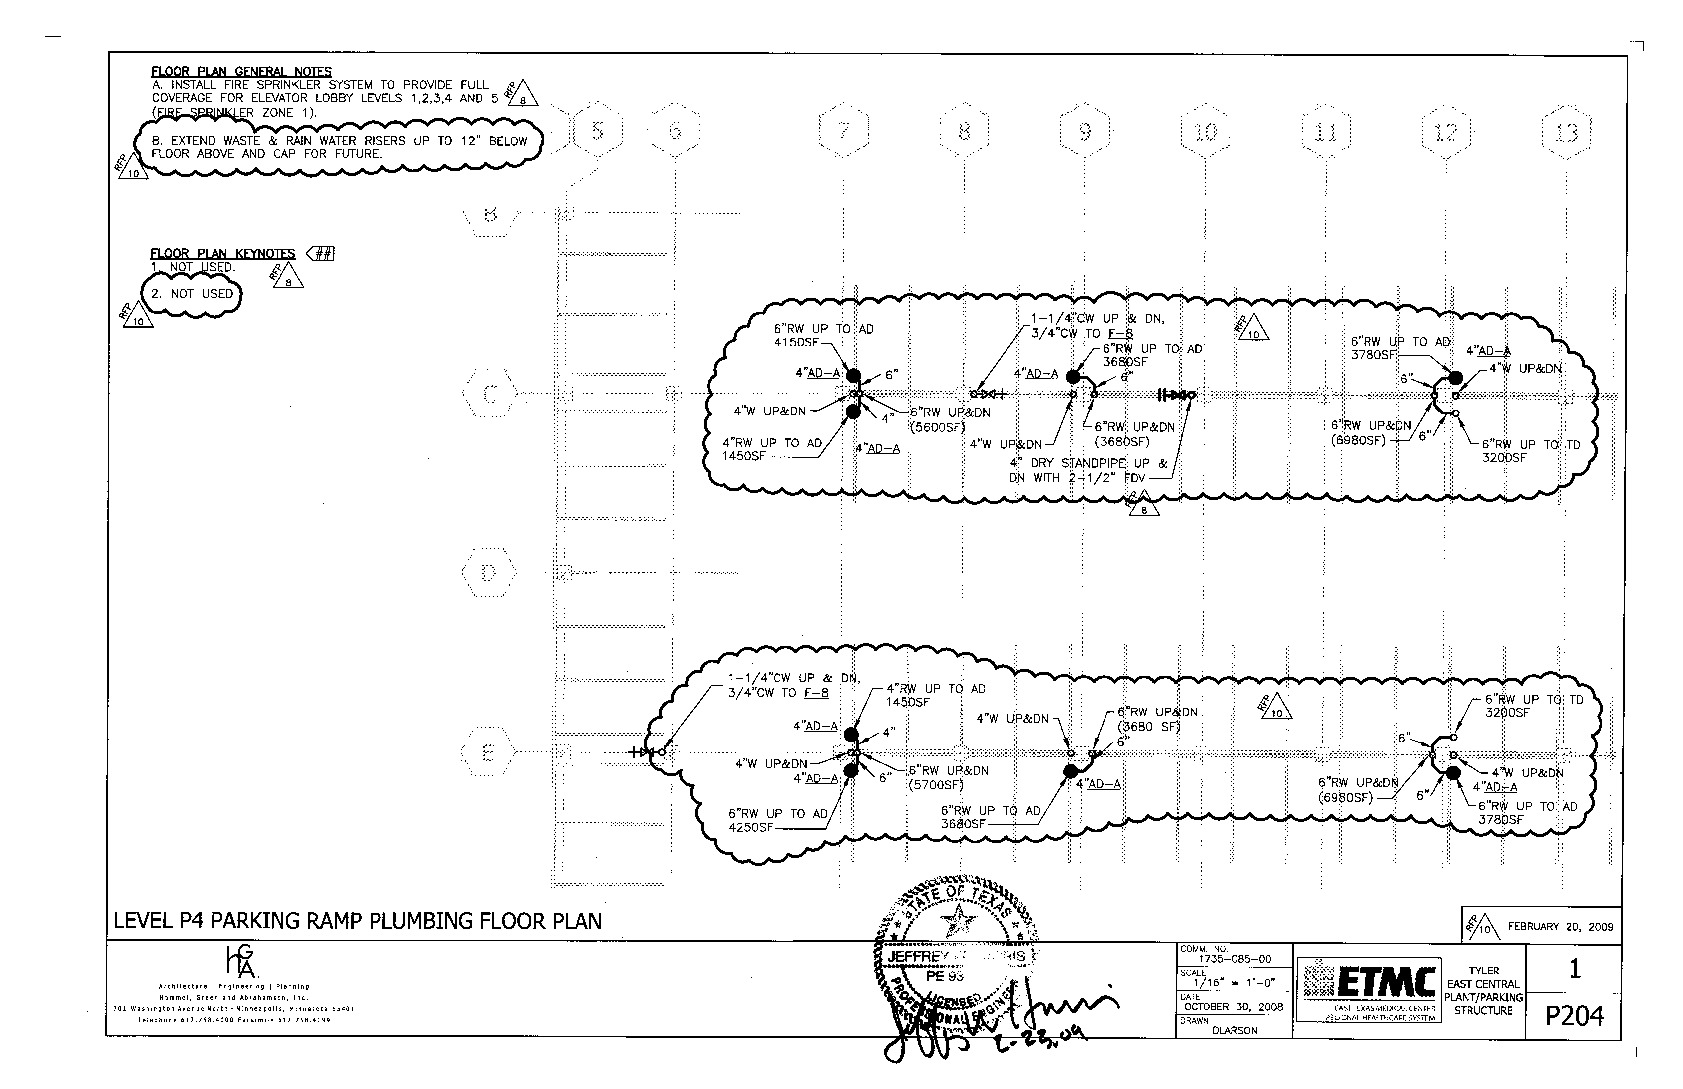 FLOOR PLAN GENERAL NOTES
A. INSTALL FIRE SPRINKLER SYSTEM TO PROVIDE FULL
COVERAGE FOR ELEVATOR LOBBY LEVELS 1,2,3,4 AND 5
(FIRE SPRINKLER ZONE 1).
RFP
8
B. EXTEND WASTE & RAIN WATER RISERS UP TO 12" BELOW
FLOOR ABOVE AND CAP FOR FUTURE.
RFP
10
FLOOR PLAN KEYNOTES ##
1. NOT USED.
RFP
8
2. NOT USED
RFP
10
5 6 7 8 9 10 11 12 13
B
C
6"RW UP TO AD
4150SF
4"AD-A
6"
4"W UP&DN
4"
6"RW UP&DN
(5600SF)
4"RW UP TO AD
1450SF
4"AD-A
1-1/4"CW UP & DN,
3/4"CW TO F-8
6"RW UP TO AD
3680SF
4"AD-A
6"
6"RW UP&DN
(3680SF)
4"W UP&DN
4" DRY STANDPIPE UP &
DN WITH 2-1/2" FDV
RFP
8
RFP
10
6"RW UP TO AD
3780SF
4"AD-A
4"W UP&DN
6"
6"RW UP&DN
(6980SF)
6"
6"RW UP TO TD
3200SF
D
E
1-1/4"CW UP & DN,
3/4"CW TO F-8
4"RW UP TO AD
1450SF
4"AD-A
4"
4"W UP&DN
4"AD-A
6"
6"RW UP&DN
(5700SF)
6"RW UP TO AD
4250SF
4"W UP&DN
6"RW UP&DN
(3680 SF)
6"
4"AD-A
6"RW UP TO AD
3680SF
RFP
10
6"RW UP TO TD
3200SF
6"
6"RW UP&DN
(6980SF)
6"
4"W UP&DN
4"AD-A
6"RW UP TO AD
3780SF
LEVEL P4 PARKING RAMP PLUMBING FLOOR PLAN
RFP
10
FEBRUARY 20, 2009
HGA
Architecture Engineering | Planning
Hammel, Green and Abrahamson, Inc.
701 Washington Avenue North · Minneapolis, Minnesota 55401
STATE OF TEXAS
JEFFREY
PE 93
LICENSED
PROFESSIONAL ENGINEER
2-23-09
COMM. NO.
1735-085-00
SCALE
1/16" = 1'-0"
DATE
OCTOBER 30, 2008
DRAWN
DLARSON
ETMC
EAST TEXAS MEDICAL CENTER
REGIONAL HEALTHCARE SYSTEM
TYLER
EAST CENTRAL
PLANT/PARKING
STRUCTURE
1
P204